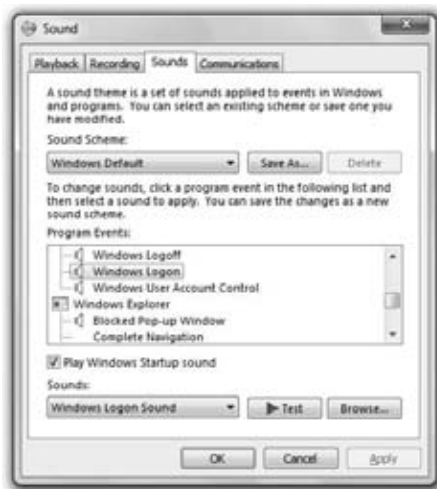 Sound
Playback Recording Sounds Communications
A sound theme is a set of sounds applied to events in Windows
and programs. You can select an existing scheme or save one you
have modified.
Sound Scheme:
Windows Default Save As... Delete
To change sounds, click a program event in the following list and
then select a sound to apply. You can save the changes as a new
sound scheme.
Program Events:
Windows Logoff
Windows Logon
Windows User Account Control
Windows Explorer
Blocked Pop-up Window
Complete Navigation
Play Windows Startup sound
Sounds:
Windows Logon Sound Test Browse...
OK Cancel Apply